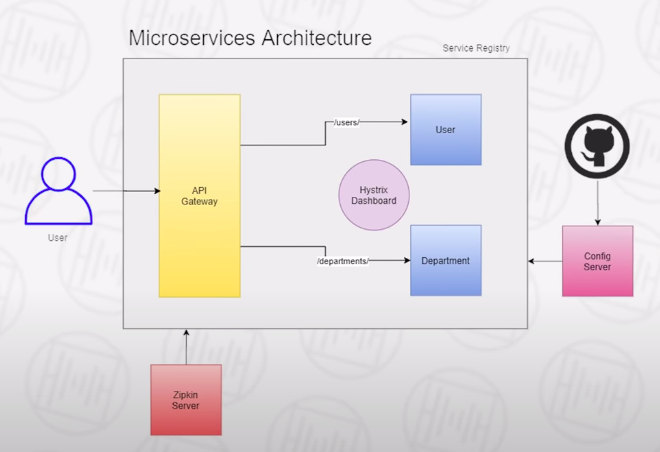 Microservices Architecture
Service Registry
/users/
User
API
Gateway
Hystrix
Dashboard
User
/departments/
Department
Config
Server
Zipkin
Server